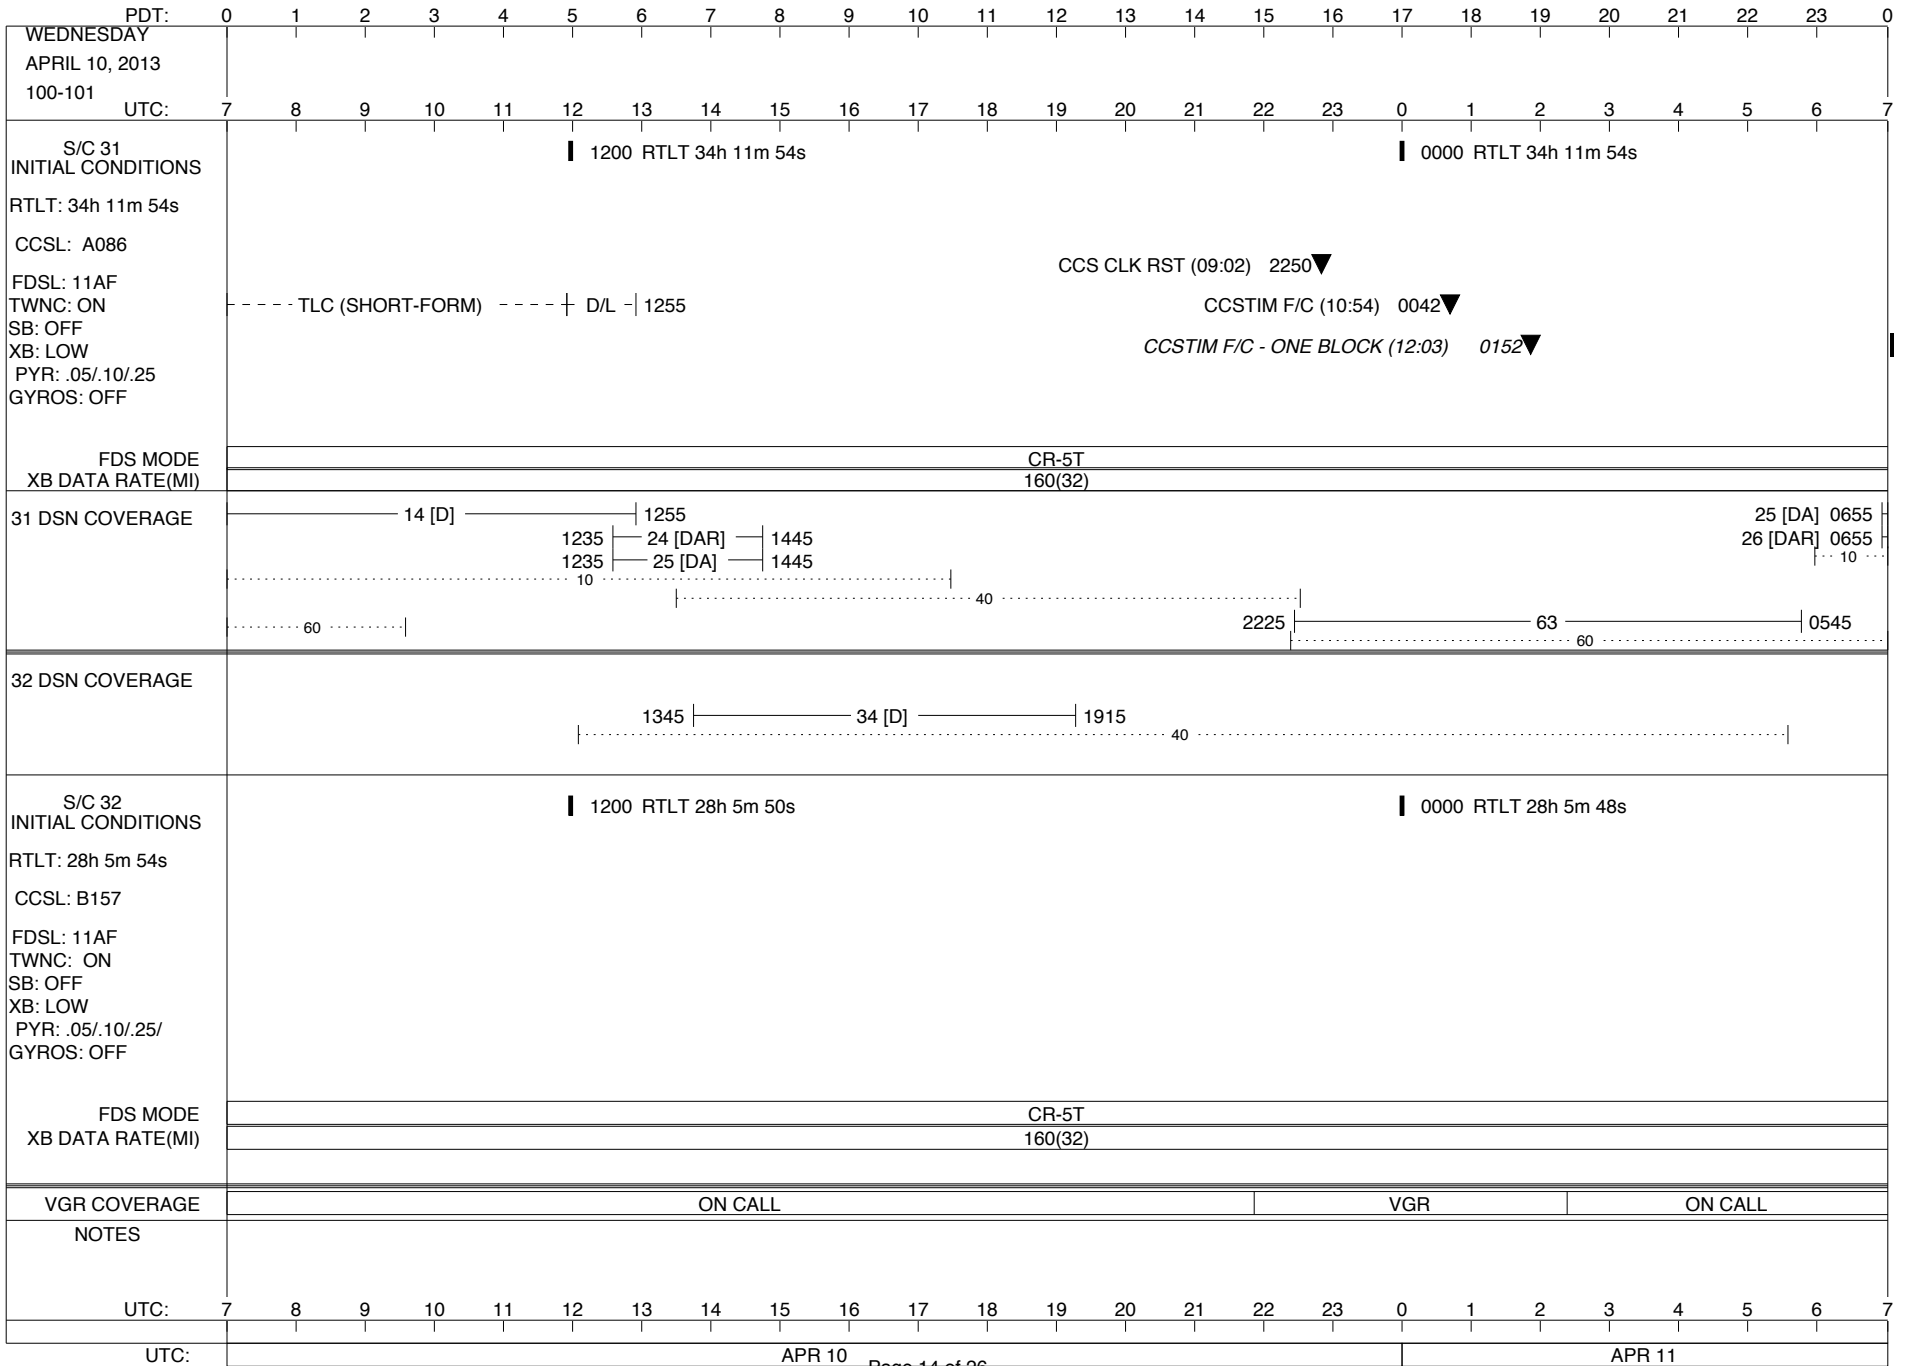 PDT: 0 1 2 3 4 5 6 7 8 9 10 11 12 13 14 15 16 17 18 19 20 21 22 23 0
WEDNESDAY
APRIL 10, 2013
100-101
UTC: 7 8 9 10 11 12 13 14 15 16 17 18 19 20 21 22 23 0 1 2 3 4 5 6 7
S/C 31
INITIAL CONDITIONS
1200 RTLT 34h 11m 54s
0000 RTLT 34h 11m 54s
RTLT: 34h 11m 54s
CCSL: A086
CCS CLK RST (09:02) 2250
FDSL: 11AF
TWNC: ON
TLC (SHORT-FORM) D/L 1255
CCSTIM F/C (10:54) 0042
SB: OFF
XB: LOW
CCSTIM F/C - ONE BLOCK (12:03) 0152
PYR: .05/.10/.25
GYROS: OFF
FDS MODE CR-5T
XB DATA RATE(MI) 160(32)
31 DSN COVERAGE
14 [D] 1255
25 [DA] 0655
1235 24 [DAR] 1445
26 [DAR] 0655
1235 25 [DA] 1445
10
10
40
60
2225 63 0545
60
32 DSN COVERAGE
1345 34 [D] 1915
40
S/C 32
INITIAL CONDITIONS
1200 RTLT 28h 5m 50s
0000 RTLT 28h 5m 48s
RTLT: 28h 5m 54s
CCSL: B157
FDSL: 11AF
TWNC: ON
SB: OFF
XB: LOW
PYR: .05/.10/.25/
GYROS: OFF
FDS MODE CR-5T
XB DATA RATE(MI) 160(32)
VGR COVERAGE ON CALL VGR ON CALL
NOTES
UTC: 7 8 9 10 11 12 13 14 15 16 17 18 19 20 21 22 23 0 1 2 3 4 5 6 7
UTC: APR 10 APR 11
Page 14 of 26